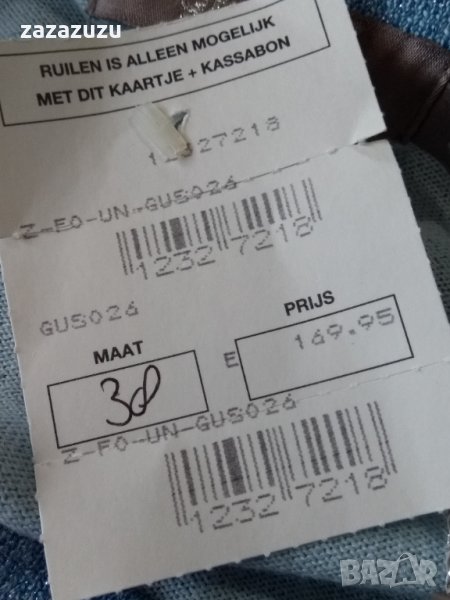 zazazuzu
RUILEN IS ALLEEN MOGELIJK
MET DIT KAARTJE + KASSABON
12327218
Z-FO-UN-GUS026
1232 7218
GUS026
MAAT
PRIJS
38
E
169.95
Z-FO-UN-GUS026
1232 7218
BAZAR